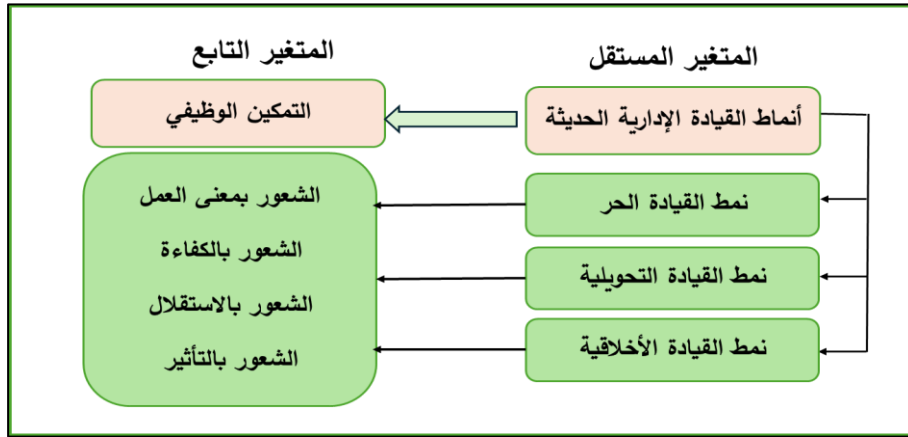 المتغير المستقل
المتغير التابع
أنماط القيادة الإدارية الحديثة
التمكين الوظيفي
نمط القيادة الحر
نمط القيادة التحويلية
نمط القيادة الأخلاقية
الشعور بمعنى العمل
الشعور بالكفاءة
الشعور بالاستقلال
الشعور بالتأثير